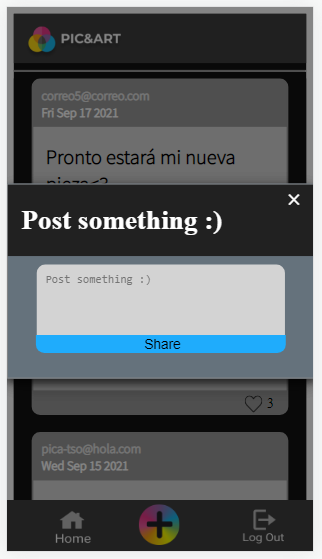 PIC&ART
correo5@correo.com
Fri Sep 17 2021
Pronto estará mi nueva
pieza<3
×
Post something :)
Post something :)
Share
3
pica-tso@hola.com
Wed Sep 15 2021
Home
Log Out